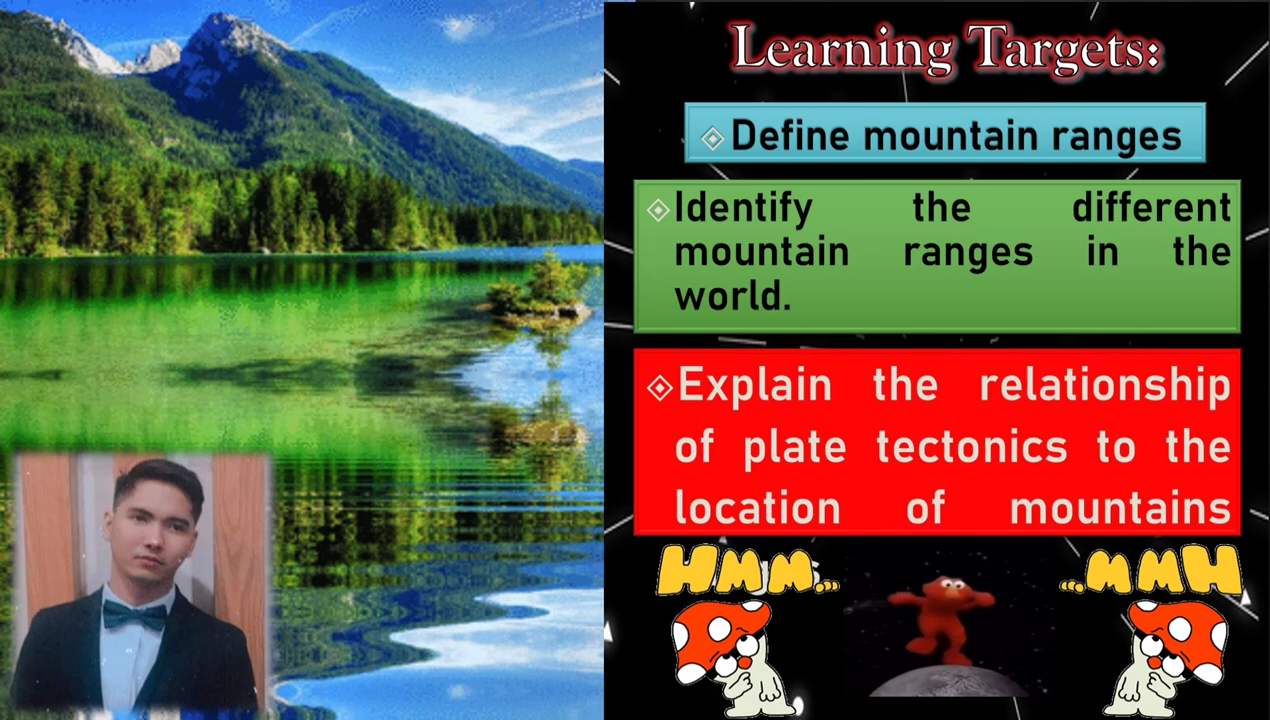 Learning Targets:
Define mountain ranges
Identify the different
mountain ranges in the
world.
Explain the relationship
of plate tectonics to the
location of mountains
HMM..
..MMH